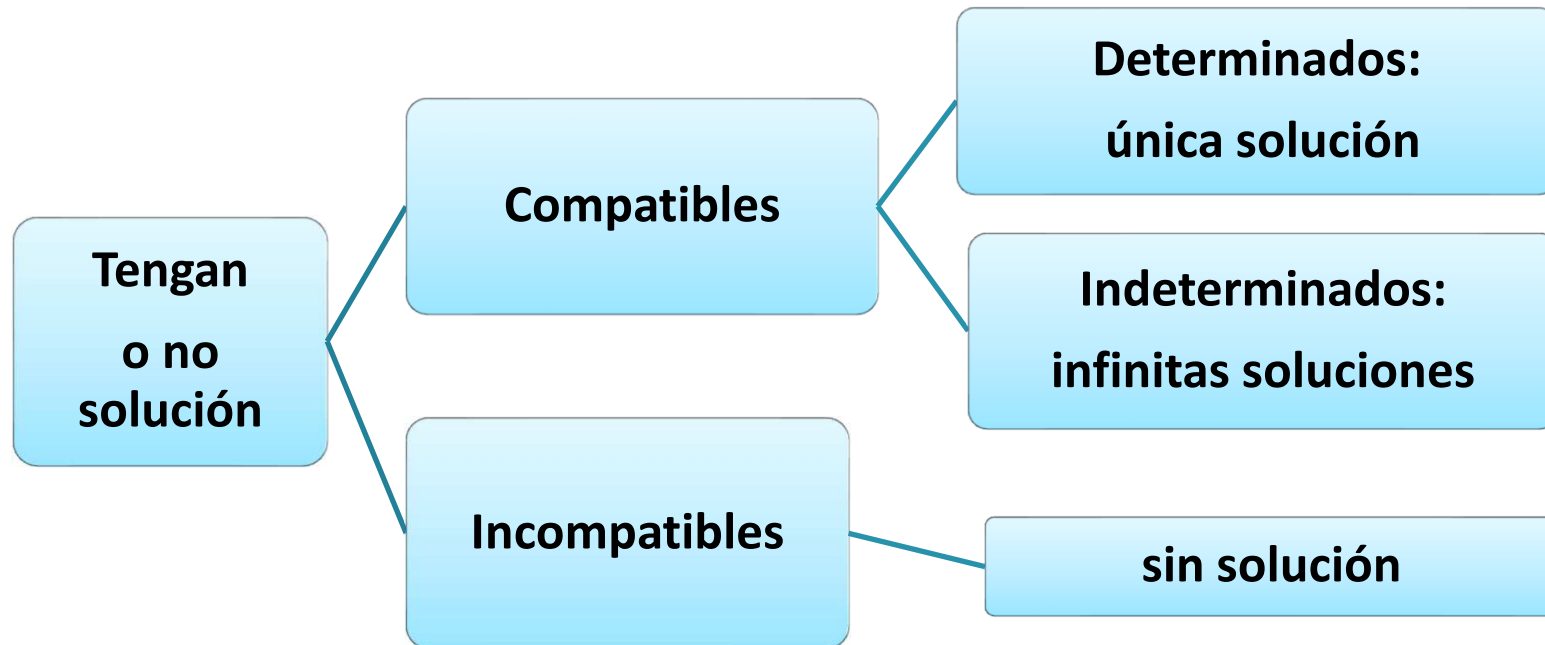 Tengan
o no
solución
Compatibles
Determinados:
única solución
Indeterminados:
infinitas soluciones
Incompatibles
sin solución